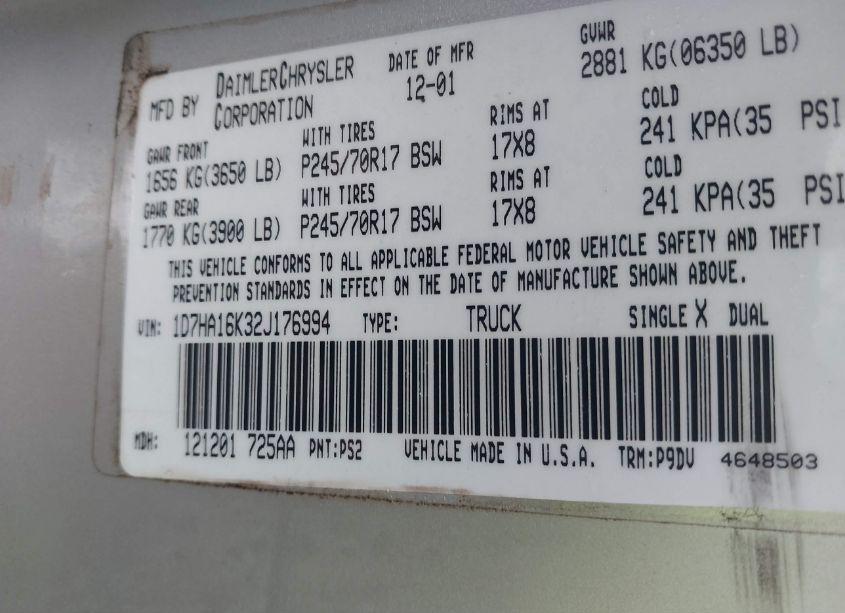 MFD BY DAIMLERCHRYSLER CORPORATION DATE OF MFR 12-01 GVWR 2881 KG(06350 LB)
GAWR FRONT WITH TIRES RIMS AT COLD
1656 KG(3650 LB) P245/70R17 BSW 17X8 241 KPA(35 PSI
GAWR REAR WITH TIRES RIMS AT COLD
1770 KG(3900 LB) P245/70R17 BSW 17X8 241 KPA(35 PSI
THIS VEHICLE CONFORMS TO ALL APPLICABLE FEDERAL MOTOR VEHICLE SAFETY AND THEFT
PREVENTION STANDARDS IN EFFECT ON THE DATE OF MANUFACTURE SHOWN ABOVE.
VIN: 1D7HA16K32J176994 TYPE: TRUCK SINGLE X DUAL
MDH: 121201 725AA PNT:PS2 VEHICLE MADE IN U.S.A. TRM:P9DV 4648503